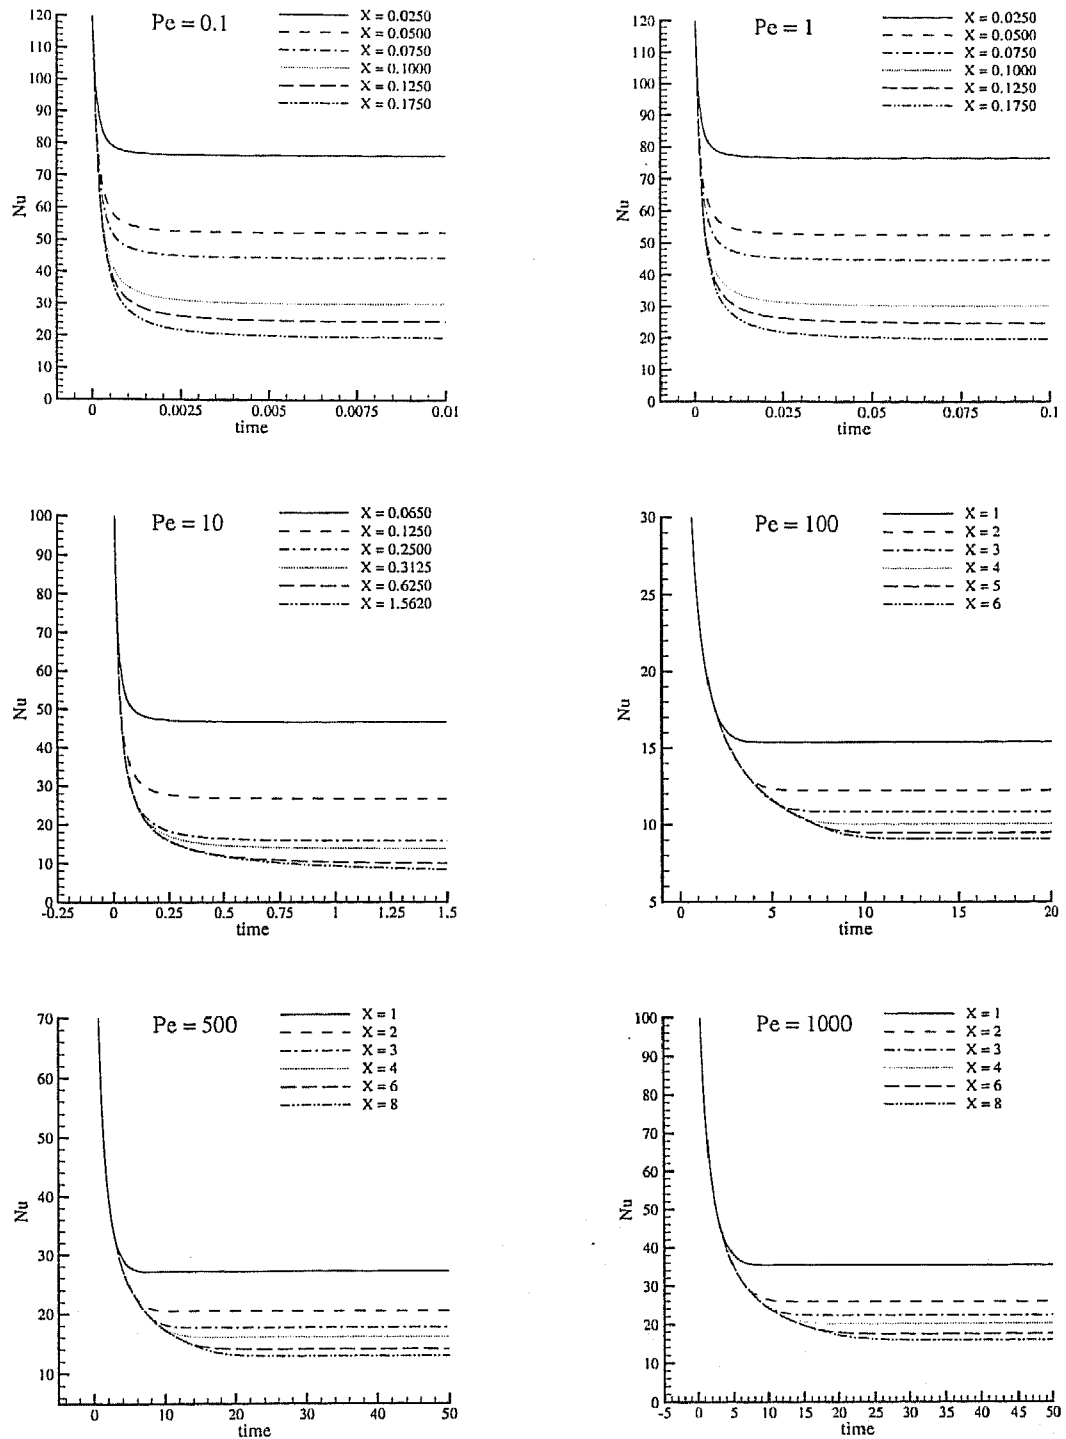 Pe = 0.1
X = 0.0250
X = 0.0500
X = 0.0750
X = 0.1000
X = 0.1250
X = 0.1750
120
110
100
90
80
70
60
50
40
30
20
10
0
Nu
0 0.0025 0.005 0.0075 0.01
time
Pe = 1
X = 0.0250
X = 0.0500
X = 0.0750
X = 0.1000
X = 0.1250
X = 0.1750
120
110
100
90
80
70
60
50
40
30
20
10
0
Nu
0 0.025 0.05 0.075 0.1
time
Pe = 10
X = 0.0650
X = 0.1250
X = 0.2500
X = 0.3125
X = 0.6250
X = 1.5620
100
90
80
70
60
50
40
30
20
10
0
Nu
-0.25 0 0.25 0.5 0.75 1 1.25 1.5
time
Pe = 100
X = 1
X = 2
X = 3
X = 4
X = 5
X = 6
30
25
20
15
10
5
Nu
0 5 10 15 20
time
Pe = 500
X = 1
X = 2
X = 3
X = 4
X = 6
X = 8
70
60
50
40
30
20
10
Nu
0 10 20 30 40 50
time
Pe = 1000
X = 1
X = 2
X = 3
X = 4
X = 6
X = 8
100
90
80
70
60
50
40
30
20
10
0
Nu
-5 0 5 10 15 20 25 30 35 40 45 50
time